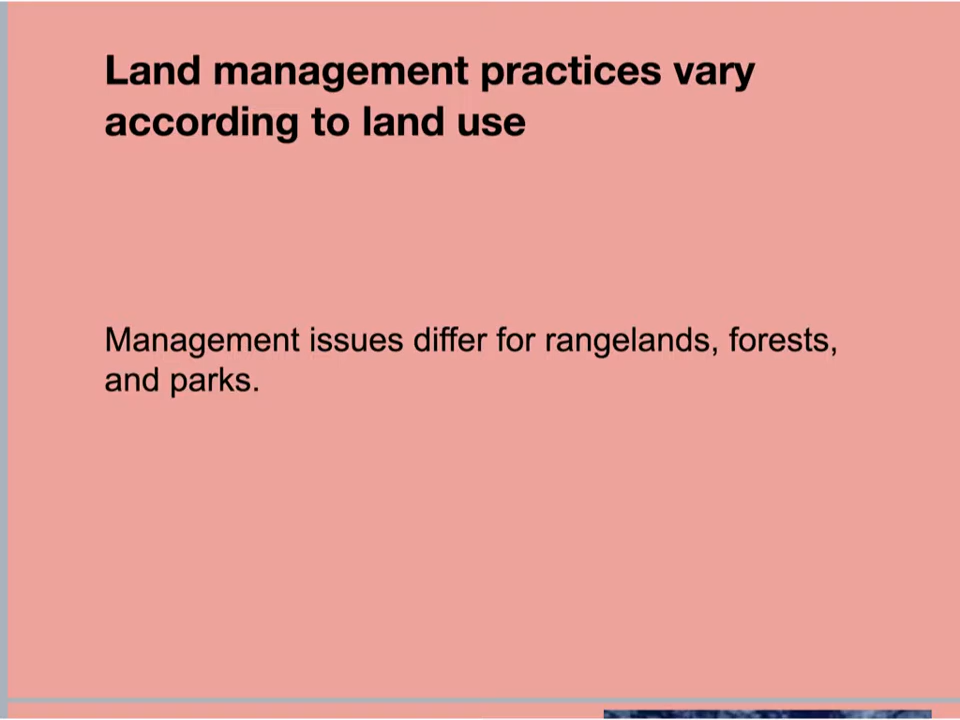 Land management practices vary
according to land use
Management issues differ for rangelands, forests,
and parks.